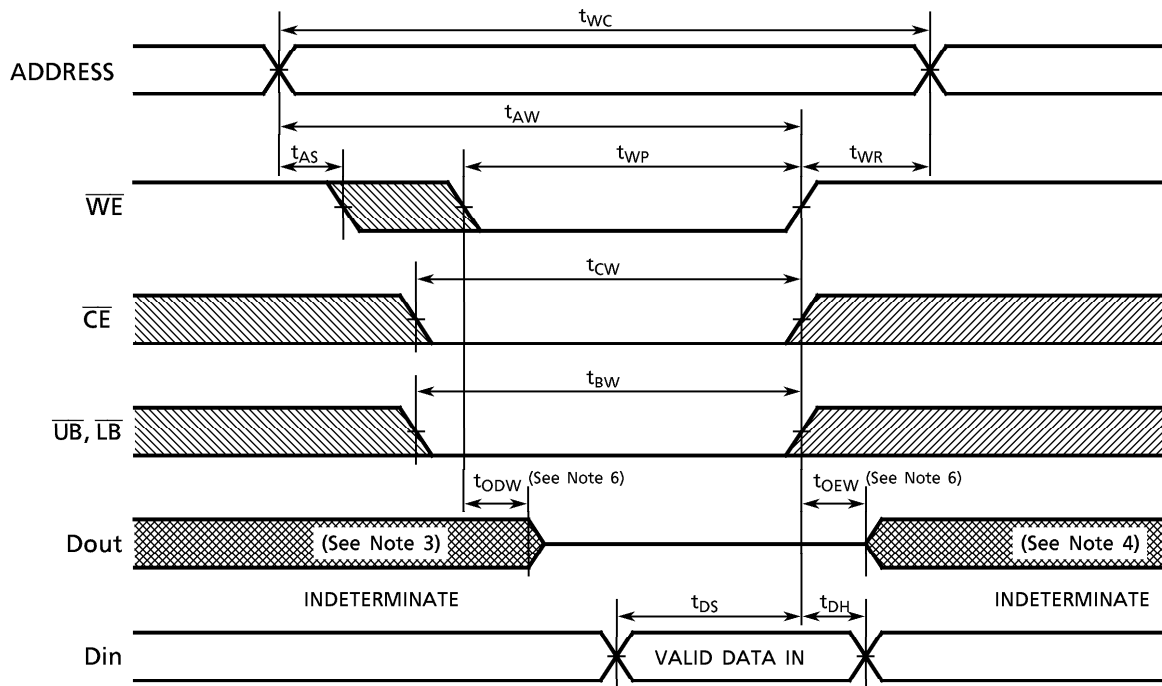 tWC
ADDRESS
tAW
tAS
tWP
tWR
WE
tCW
CE
tBW
UB, LB
tODW (See Note 6)
tOEW (See Note 6)
Dout
(See Note 3)
(See Note 4)
INDETERMINATE
INDETERMINATE
tDS
tDH
Din
VALID DATA IN